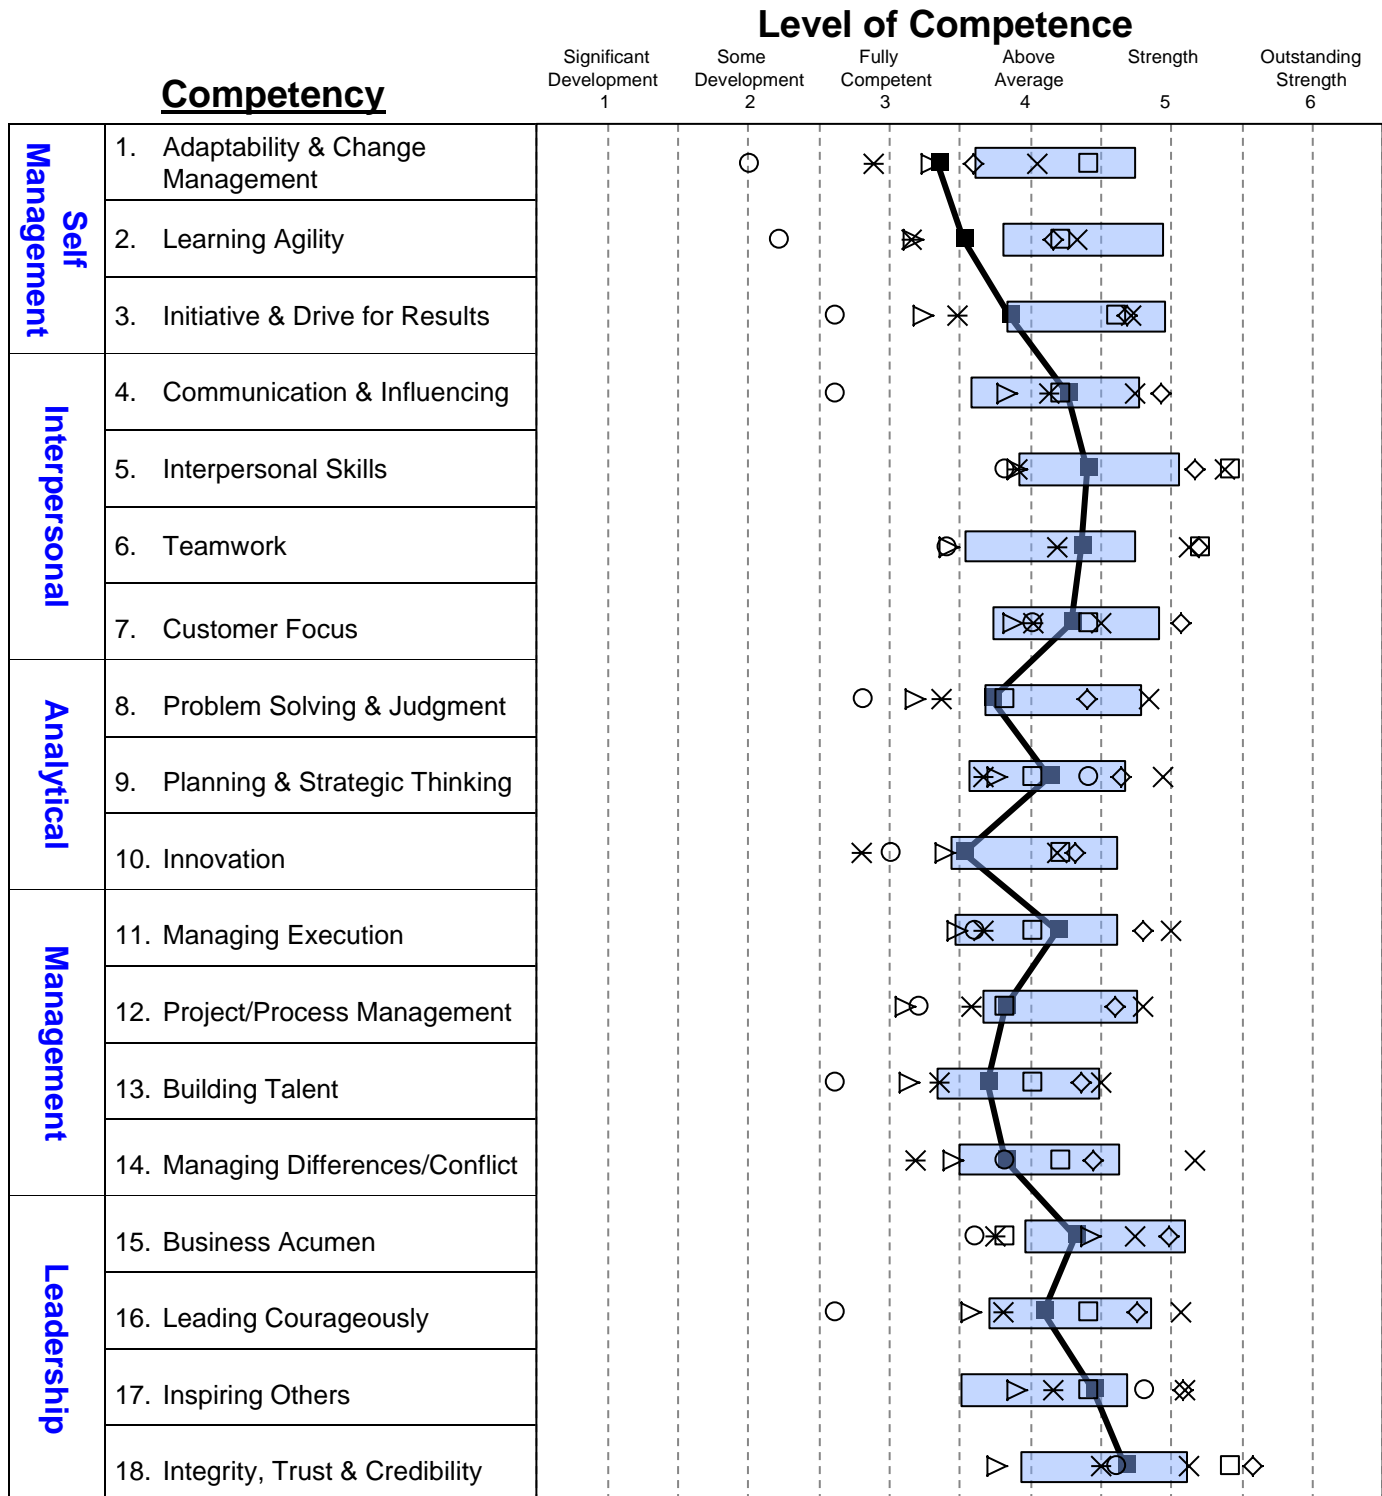 Level of Competence
Significant Development 1
Some Development 2
Fully Competent 3
Above Average 4
Strength 5
Outstanding Strength 6
Competency
Self Management
1. Adaptability & Change
Management
2. Learning Agility
3. Initiative & Drive for Results
Interpersonal
4. Communication & Influencing
5. Interpersonal Skills
6. Teamwork
7. Customer Focus
Analytical
8. Problem Solving & Judgment
9. Planning & Strategic Thinking
10. Innovation
Management
11. Managing Execution
12. Project/Process Management
13. Building Talent
14. Managing Differences/Conflict
Leadership
15. Business Acumen
16. Leading Courageously
17. Inspiring Others
18. Integrity, Trust & Credibility